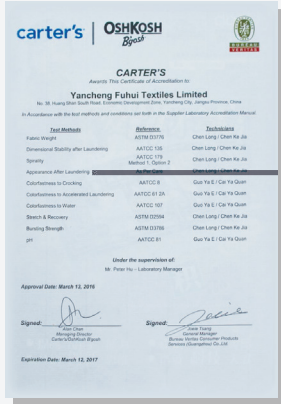 carter's OSHKOSH
B'gosh
BUREAU
VERITAS
CARTER'S
Awards This Certificate of Accreditation to:
Yancheng Fuhui Textiles Limited
No. 38, Huang Shan South Road, Economic Development Zone, Yancheng City, Jiangsu Province, China
In Accordance with the test methods and conditions set forth in the Supplier Laboratory Accreditation Manual.
Test Methods Reference Technicians
Fabric Weight ASTM D3776 Chen Long / Chen Ke Jia
Dimensional Stability after Laundering AATCC 135 Chen Long / Chen Ke Jia
Spirality AATCC 179 Method 1, Option 2 Chen Long / Chen Ke Jia
Appearance After Laundering As Per Care Chen Long / Chen Ke Jia
Colorfastness to Crocking AATCC 8 Guo Ya E / Cai Ya Quan
Colorfastness to Accelerated Laundering AATCC 61 2A Guo Ya E / Cai Ya Quan
Colorfastness to Water AATCC 107 Guo Ya E / Cai Ya Quan
Stretch & Recovery ASTM D2594 Chen Long / Chen Ke Jia
Bursting Strength ASTM D3786 Chen Long / Chen Ke Jia
pH AATCC 81 Guo Ya E / Cai Ya Quan
Under the supervision of:
Mr. Peter Hu – Laboratory Manager
Approval Date: March 13, 2016
Signed: Signed:
Alan Chan
Managing Director
Carter's/OshKosh B'gosh
General Manager
Bureau Veritas Consumer Products
Services (Guangzhou) Co.Ltd
Expiration Date: March 12, 2017